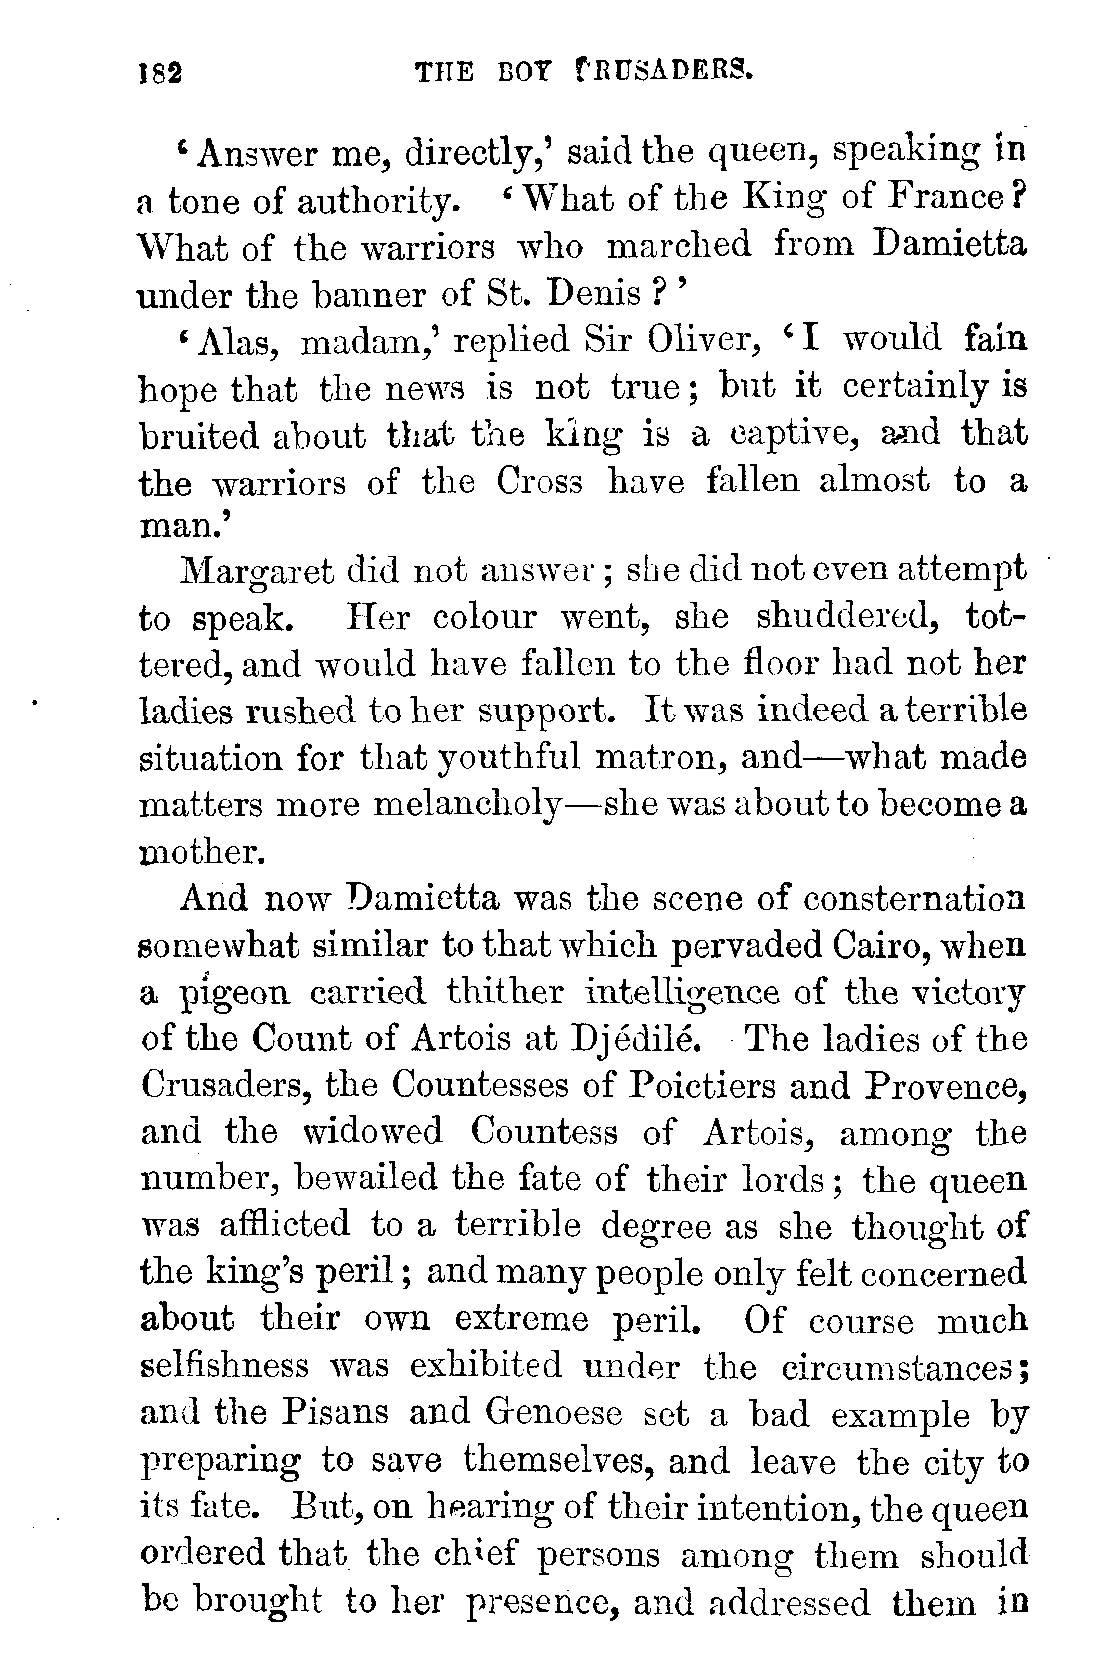 182 THE BOY CRUSADERS.
‘Answer me, directly,’ said the queen, speaking in
a tone of authority. ‘What of the King of France?
What of the warriors who marched from Damietta
under the banner of St. Denis?’
‘Alas, madam,’ replied Sir Oliver, ‘I would fain
hope that the news is not true; but it certainly is
bruited about that the king is a captive, and that
the warriors of the Cross have fallen almost to a
man.’
Margaret did not answer; she did not even attempt
to speak. Her colour went, she shuddered, tot-
tered, and would have fallen to the floor had not her
ladies rushed to her support. It was indeed a terrible
situation for that youthful matron, and—what made
matters more melancholy—she was about to become a
mother.
And now Damietta was the scene of consternation
somewhat similar to that which pervaded Cairo, when
a pigeon carried thither intelligence of the victory
of the Count of Artois at Djédilé. The ladies of the
Crusaders, the Countesses of Poictiers and Provence,
and the widowed Countess of Artois, among the
number, bewailed the fate of their lords; the queen
was afflicted to a terrible degree as she thought of
the king’s peril; and many people only felt concerned
about their own extreme peril. Of course much
selfishness was exhibited under the circumstances;
and the Pisans and Genoese set a bad example by
preparing to save themselves, and leave the city to
its fate. But, on hearing of their intention, the queen
ordered that the chief persons among them should
be brought to her presence, and addressed them in